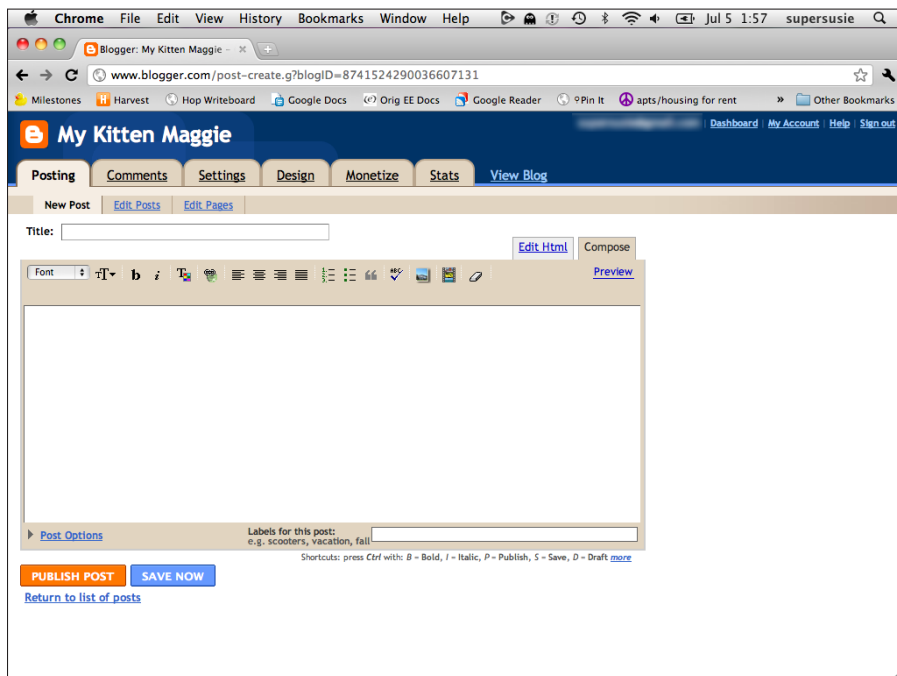 Chrome File Edit View History Bookmarks Window Help Jul 5 1:57 supersusie
Blogger: My Kitten Maggie -
www.blogger.com/post-create.g?blogID=8741524290036607131
Milestones Harvest Hop Writeboard Google Docs Orig EE Docs Google Reader Pin It apts/housing for rent » Other Bookmarks
Dashboard | My Account | Help | Sign out
My Kitten Maggie
Posting Comments Settings Design Monetize Stats View Blog
New Post Edit Posts Edit Pages
Title:
Edit Html Compose
Font TT b i T ABC Preview
Post Options
Labels for this post:
e.g. scooters, vacation, fall
Shortcuts: press Ctrl with: B = Bold, I = Italic, P = Publish, S = Save, D = Draft more
PUBLISH POST SAVE NOW
Return to list of posts